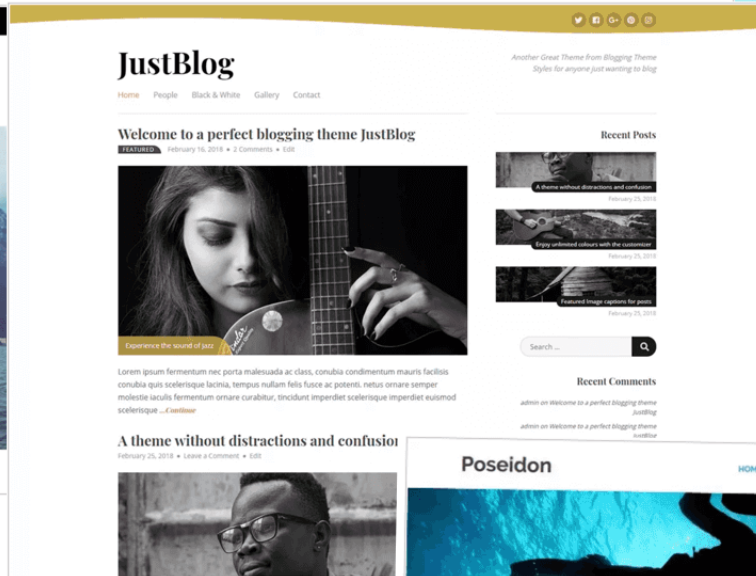 JustBlog
Another Great Theme from Blogging Theme
Styles for anyone just wanting to blog
Home People Black & White Gallery Contact
Welcome to a perfect blogging theme JustBlog
FEATURED February 16, 2018 • 2 Comments • Edit
Experience the sound of jazz
Lorem ipsum fermentum nec porta malesuada ac class, conubia condimentum mauris facilisis
conubia quis scelerisque lacinia, tempus nullam felis fusce ac potenti. netus ornare semper
molestie iaculis fermentum ornare curabitur, tincidunt imperdiet scelerisque imperdiet euismod
scelerisque ...Continue
A theme without distractions and confusion
February 25, 2018 • Leave a Comment • Edit
Recent Posts
A theme without distractions and confusion
February 25, 2018
Enjoy unlimited colours with the customizer
February 25, 2018
Featured Image captions for posts
February 25, 2018
Search ...
Recent Comments
admin on Welcome to a perfect blogging theme
JustBlog
admin on Welcome to a perfect blogging theme
JustBlog
Poseidon
HOM